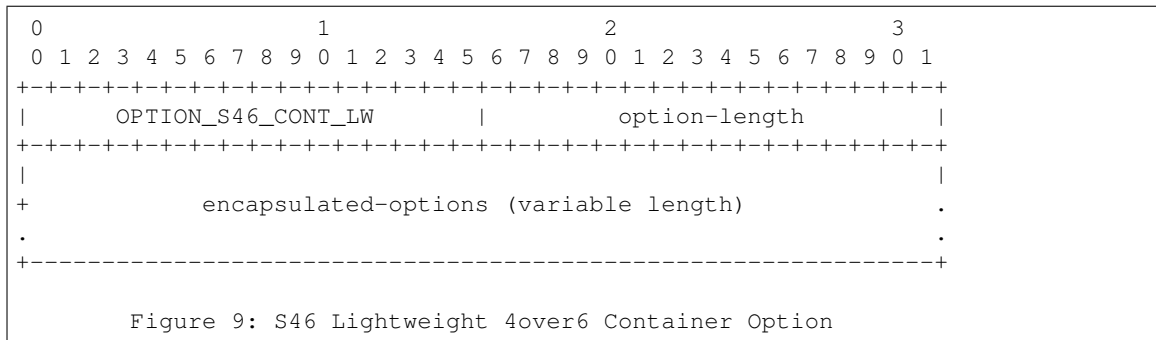 0                   1                   2                   3
 0 1 2 3 4 5 6 7 8 9 0 1 2 3 4 5 6 7 8 9 0 1 2 3 4 5 6 7 8 9 0 1
+-+-+-+-+-+-+-+-+-+-+-+-+-+-+-+-+-+-+-+-+-+-+-+-+-+-+-+-+-+-+-+-+
|      OPTION_S46_CONT_LW       |         option-length         |
+-+-+-+-+-+-+-+-+-+-+-+-+-+-+-+-+-+-+-+-+-+-+-+-+-+-+-+-+-+-+-+-+
|                                                               |
+            encapsulated-options (variable length)             .
.                                                               .
+---------------------------------------------------------------+
Figure 9: S46 Lightweight 4over6 Container Option